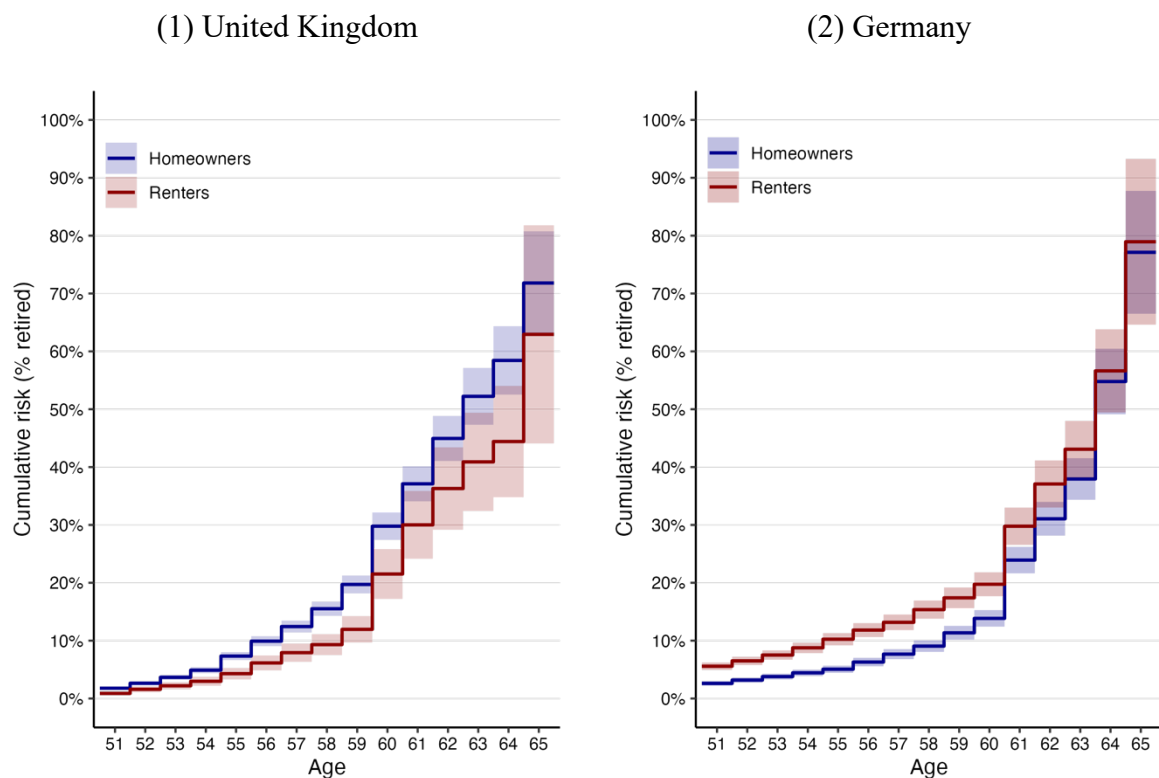 (1) United Kingdom
100%
90%
80%
70%
60%
50%
40%
30%
20%
10%
0%
Cumulative risk (% retired)
Homeowners
Renters
51 52 53 54 55 56 57 58 59 60 61 62 63 64 65
Age
(2) Germany
100%
90%
80%
70%
60%
50%
40%
30%
20%
10%
0%
Cumulative risk (% retired)
Homeowners
Renters
51 52 53 54 55 56 57 58 59 60 61 62 63 64 65
Age